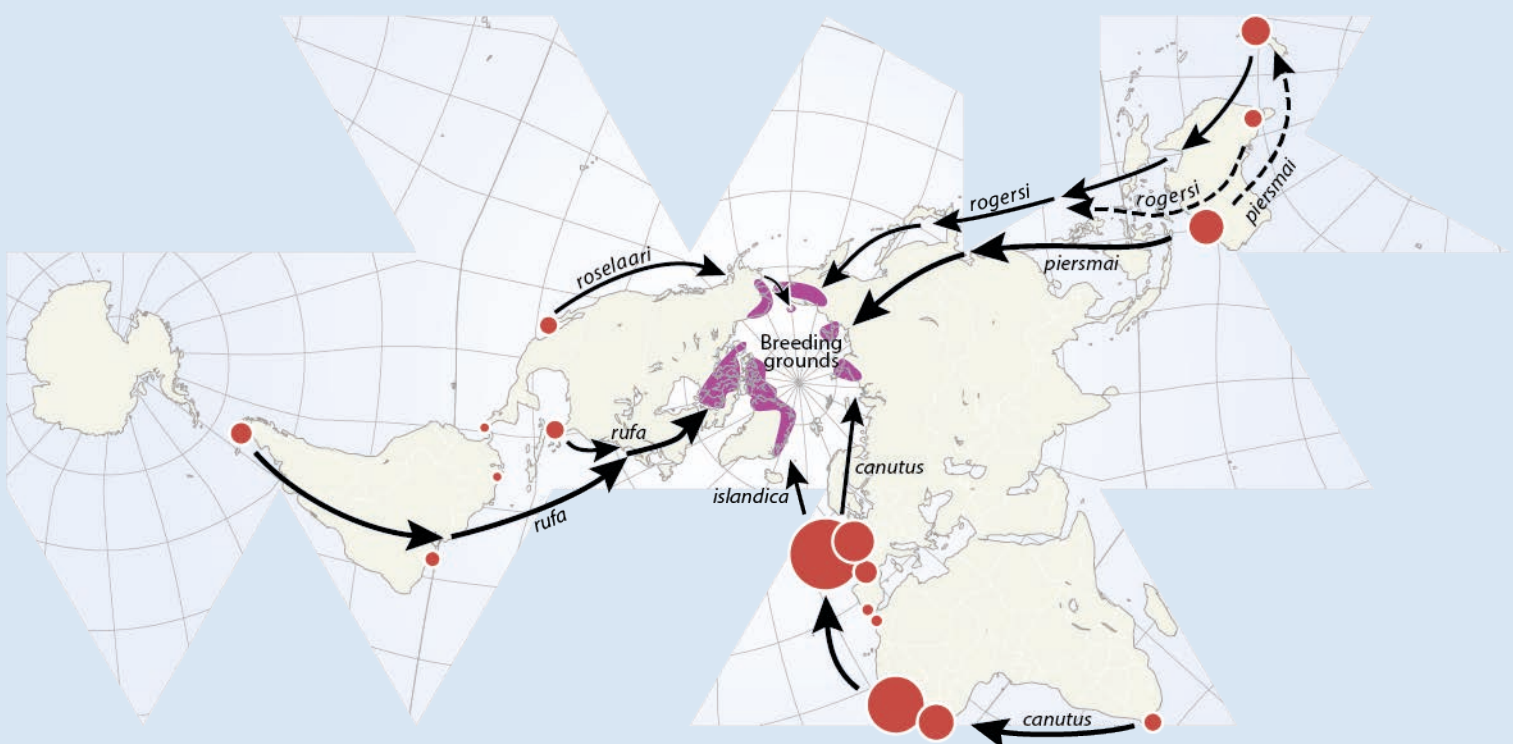 rogersi
rogersi
piersmai
roselaari
piersmai
Breeding
grounds
rufa
canutus
islandica
rufa
canutus